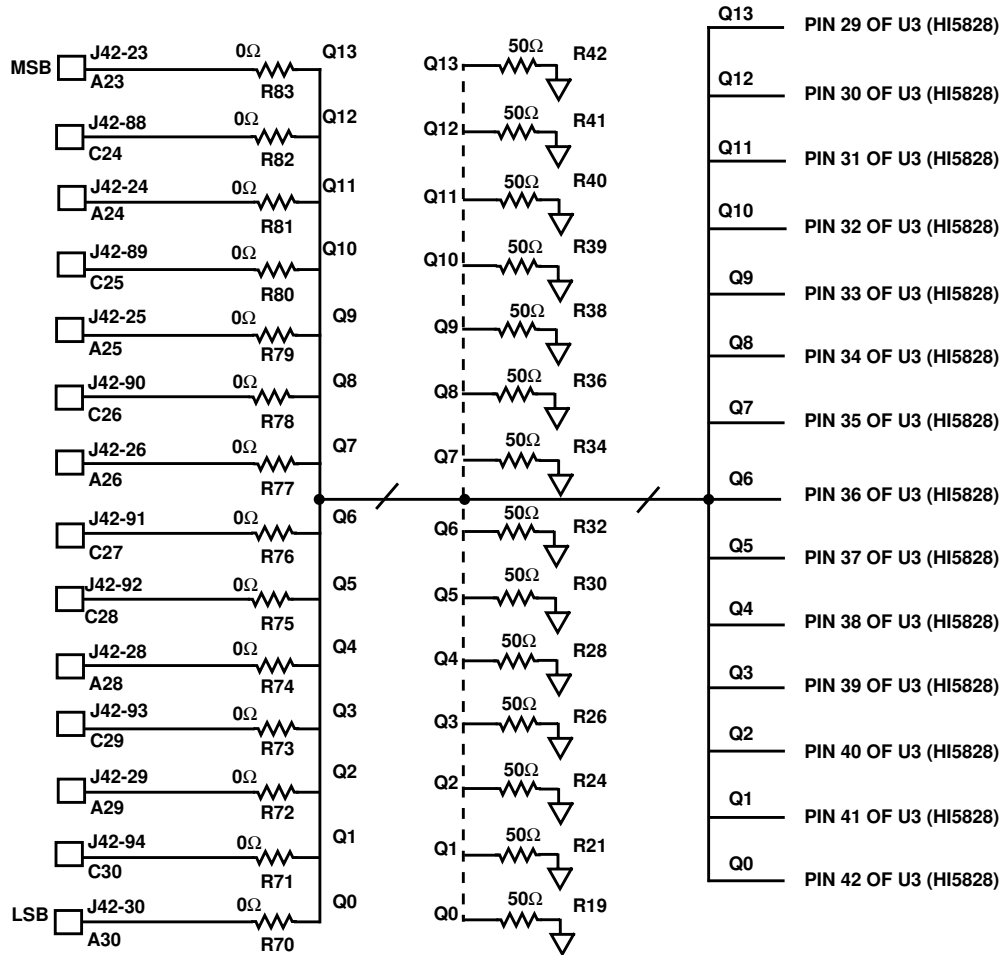 MSB J42-23 0Ω Q13
A23 R83
J42-88 0Ω Q12
C24 R82
J42-24 0Ω Q11
A24 R81
J42-89 0Ω Q10
C25 R80
J42-25 0Ω Q9
A25 R79
J42-90 0Ω Q8
C26 R78
J42-26 0Ω Q7
A26 R77
J42-91 0Ω Q6
C27 R76
J42-92 0Ω Q5
C28 R75
J42-28 0Ω Q4
A28 R74
J42-93 0Ω Q3
C29 R73
J42-29 0Ω Q2
A29 R72
J42-94 0Ω Q1
C30 R71
LSB J42-30 0Ω Q0
A30 R70
Q13 50Ω R42
Q12 50Ω R41
Q11 50Ω R40
Q10 50Ω R39
Q9 50Ω R38
Q8 50Ω R36
Q7 50Ω R34
Q6 50Ω R32
Q5 50Ω R30
Q4 50Ω R28
Q3 50Ω R26
Q2 50Ω R24
Q1 50Ω R21
Q0 50Ω R19
Q13 PIN 29 OF U3 (HI5828)
Q12 PIN 30 OF U3 (HI5828)
Q11 PIN 31 OF U3 (HI5828)
Q10 PIN 32 OF U3 (HI5828)
Q9 PIN 33 OF U3 (HI5828)
Q8 PIN 34 OF U3 (HI5828)
Q7 PIN 35 OF U3 (HI5828)
Q6 PIN 36 OF U3 (HI5828)
Q5 PIN 37 OF U3 (HI5828)
Q4 PIN 38 OF U3 (HI5828)
Q3 PIN 39 OF U3 (HI5828)
Q2 PIN 40 OF U3 (HI5828)
Q1 PIN 41 OF U3 (HI5828)
Q0 PIN 42 OF U3 (HI5828)